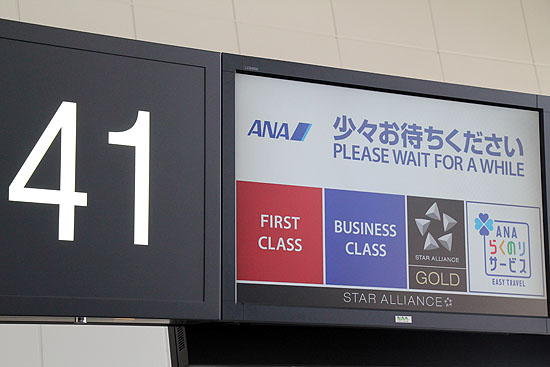 41
ANA
少々お待ちください
PLEASE WAIT FOR A WHILE
FIRST
CLASS
BUSINESS
CLASS
STAR ALLIANCE
GOLD
ANA
らくのり
サービス
EASY TRAVEL
STAR ALLIANCE